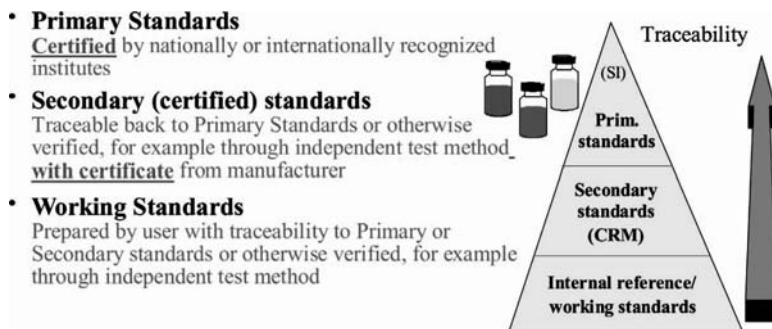 • Primary Standards
Certified by nationally or internationally recognized
institutes
• Secondary (certified) standards
Traceable back to Primary Standards or otherwise
verified, for example through independent test method
with certificate from manufacturer
• Working Standards
Prepared by user with traceability to Primary or
Secondary standards or otherwise verified, for example
through independent test method
Traceability
(SI)
Prim.
standards
Secondary
standards
(CRM)
Internal reference/
working standards